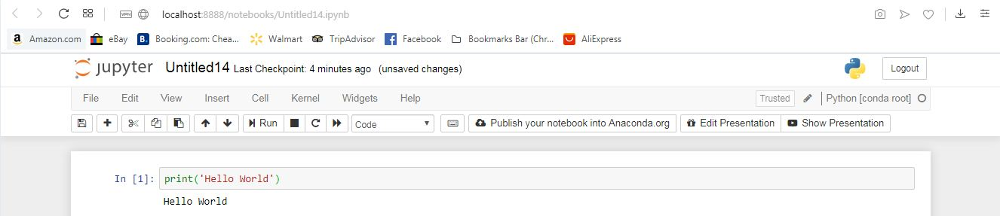 VPN localhost:8888/notebooks/Untitled14.ipynb
a Amazon.com eBay B. Booking.com: Chea... Walmart TripAdvisor f Facebook Bookmarks Bar (Chr... AliExpress
jupyter Untitled14 Last Checkpoint: 4 minutes ago (unsaved changes) Logout
File Edit View Insert Cell Kernel Widgets Help Trusted Python [conda root]
Run Code Publish your notebook into Anaconda.org Edit Presentation Show Presentation
In [1]: print('Hello World')
Hello World